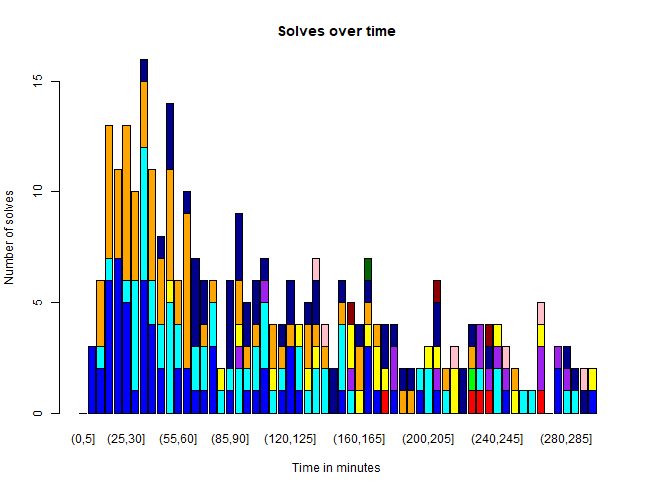 Solves over time
Number of solves
15
10
5
0
(0,5] (25,30] (55,60] (85,90] (120,125] (160,165] (200,205] (240,245] (280,285]
Time in minutes